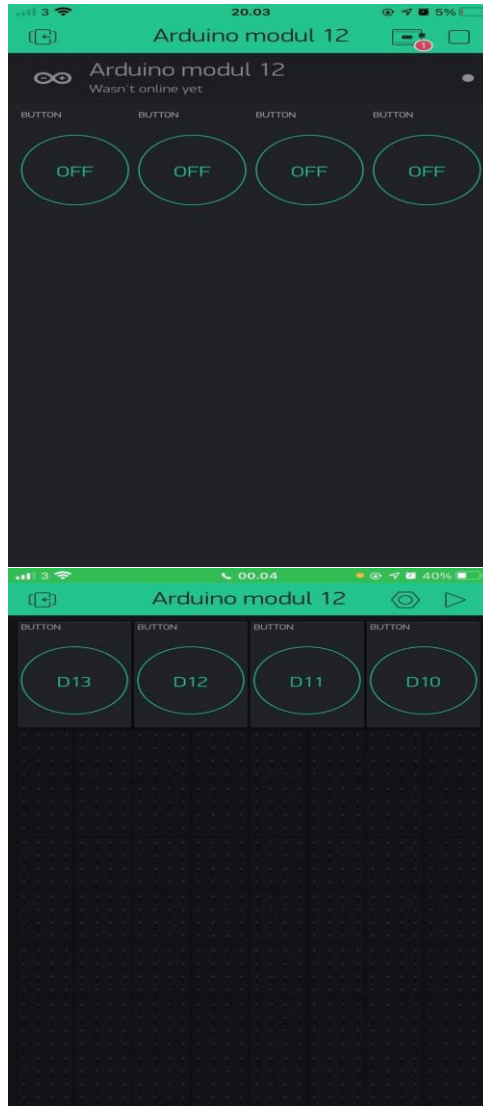 3 20.03 5%
Arduino modul 12
1
Arduino modul 12
Wasn't online yet
BUTTON BUTTON BUTTON BUTTON
OFF OFF OFF OFF
3 00.04 40%
Arduino modul 12
BUTTON BUTTON BUTTON BUTTON
D13 D12 D11 D10